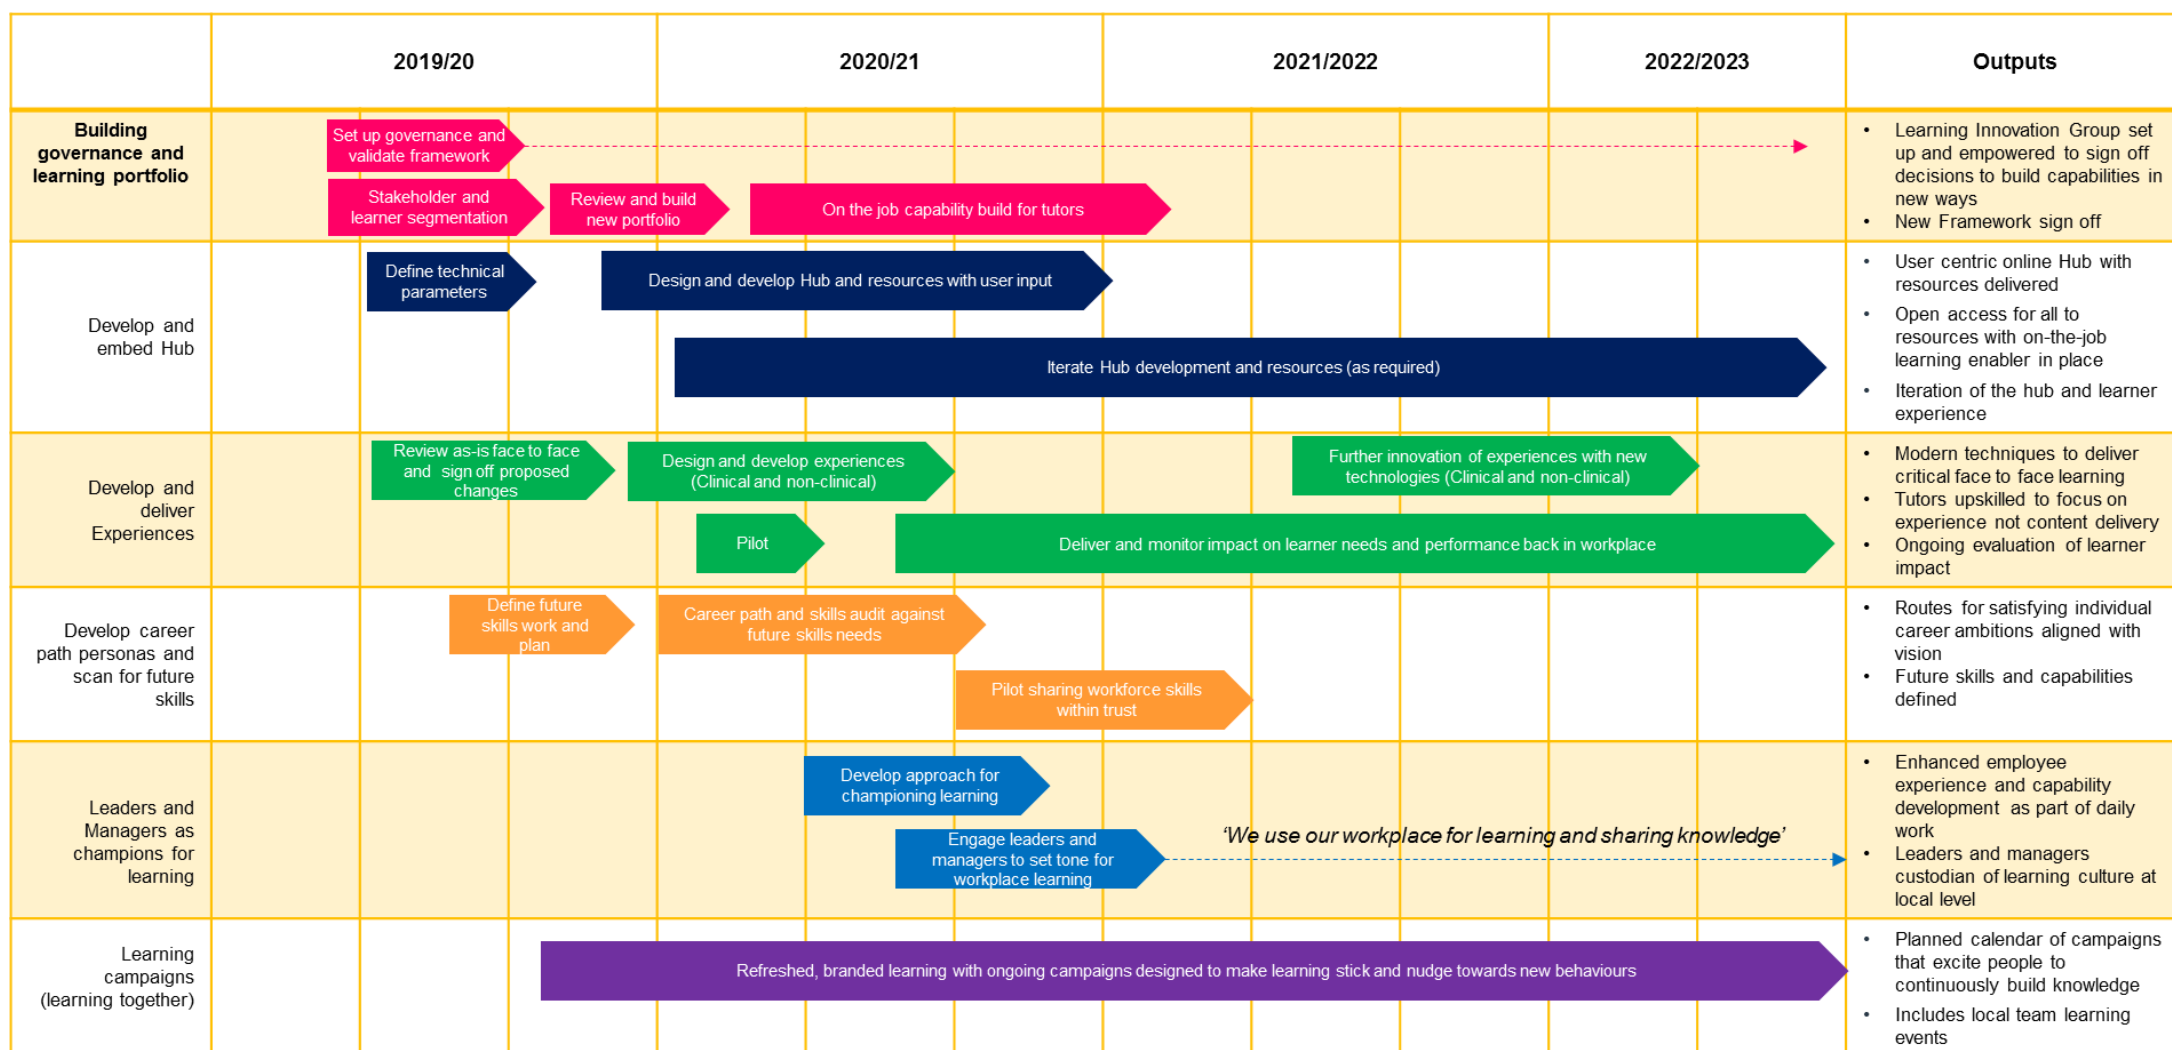 2019/20
2020/21
2021/2022
2022/2023
Outputs
Building
governance and
learning portfolio
Set up governance and
validate framework
Stakeholder and
learner segmentation
Review and build
new portfolio
On the job capability build for tutors
• Learning Innovation Group set
up and empowered to sign off
decisions to build capabilities in
new ways
• New Framework sign off
Develop and
embed Hub
Define technical
parameters
Design and develop Hub and resources with user input
Iterate Hub development and resources (as required)
• User centric online Hub with
resources delivered
• Open access for all to
resources with on-the-job
learning enabler in place
• Iteration of the hub and learner
experience
Develop and
deliver
Experiences
Review as-is face to face
and sign off proposed
changes
Design and develop experiences
(Clinical and non-clinical)
Further innovation of experiences with new
technologies (Clinical and non-clinical)
Pilot
Deliver and monitor impact on learner needs and performance back in workplace
• Modern techniques to deliver
critical face to face learning
• Tutors upskilled to focus on
experience not content delivery
• Ongoing evaluation of learner
impact
Develop career
path personas and
scan for future
skills
Define future
skills work and
plan
Career path and skills audit against
future skills needs
Pilot sharing workforce skills
within trust
• Routes for satisfying individual
career ambitions aligned with
vision
• Future skills and capabilities
defined
Leaders and
Managers as
champions for
learning
Develop approach for
championing learning
Engage leaders and
managers to set tone for
workplace learning
‘We use our workplace for learning and sharing knowledge’
• Enhanced employee
experience and capability
development as part of daily
work
• Leaders and managers
custodian of learning culture at
local level
Learning
campaigns
(learning together)
Refreshed, branded learning with ongoing campaigns designed to make learning stick and nudge towards new behaviours
• Planned calendar of campaigns
that excite people to
continuously build knowledge
• Includes local team learning
events